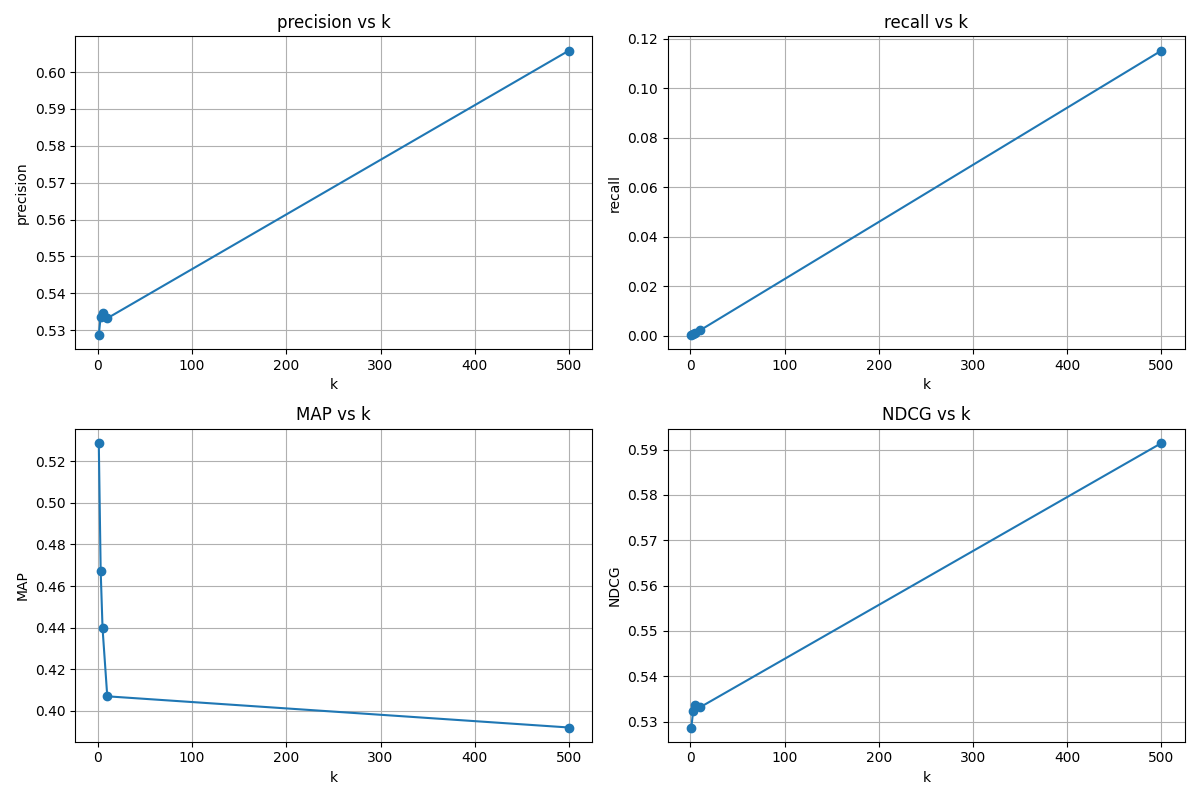 precision vs k
precision
0.60
0.59
0.58
0.57
0.56
0.55
0.54
0.53
0 100 200 300 400 500
k
recall vs k
recall
0.12
0.10
0.08
0.06
0.04
0.02
0.00
0 100 200 300 400 500
k
MAP vs k
MAP
0.52
0.50
0.48
0.46
0.44
0.42
0.40
0 100 200 300 400 500
k
NDCG vs k
NDCG
0.59
0.58
0.57
0.56
0.55
0.54
0.53
0 100 200 300 400 500
k